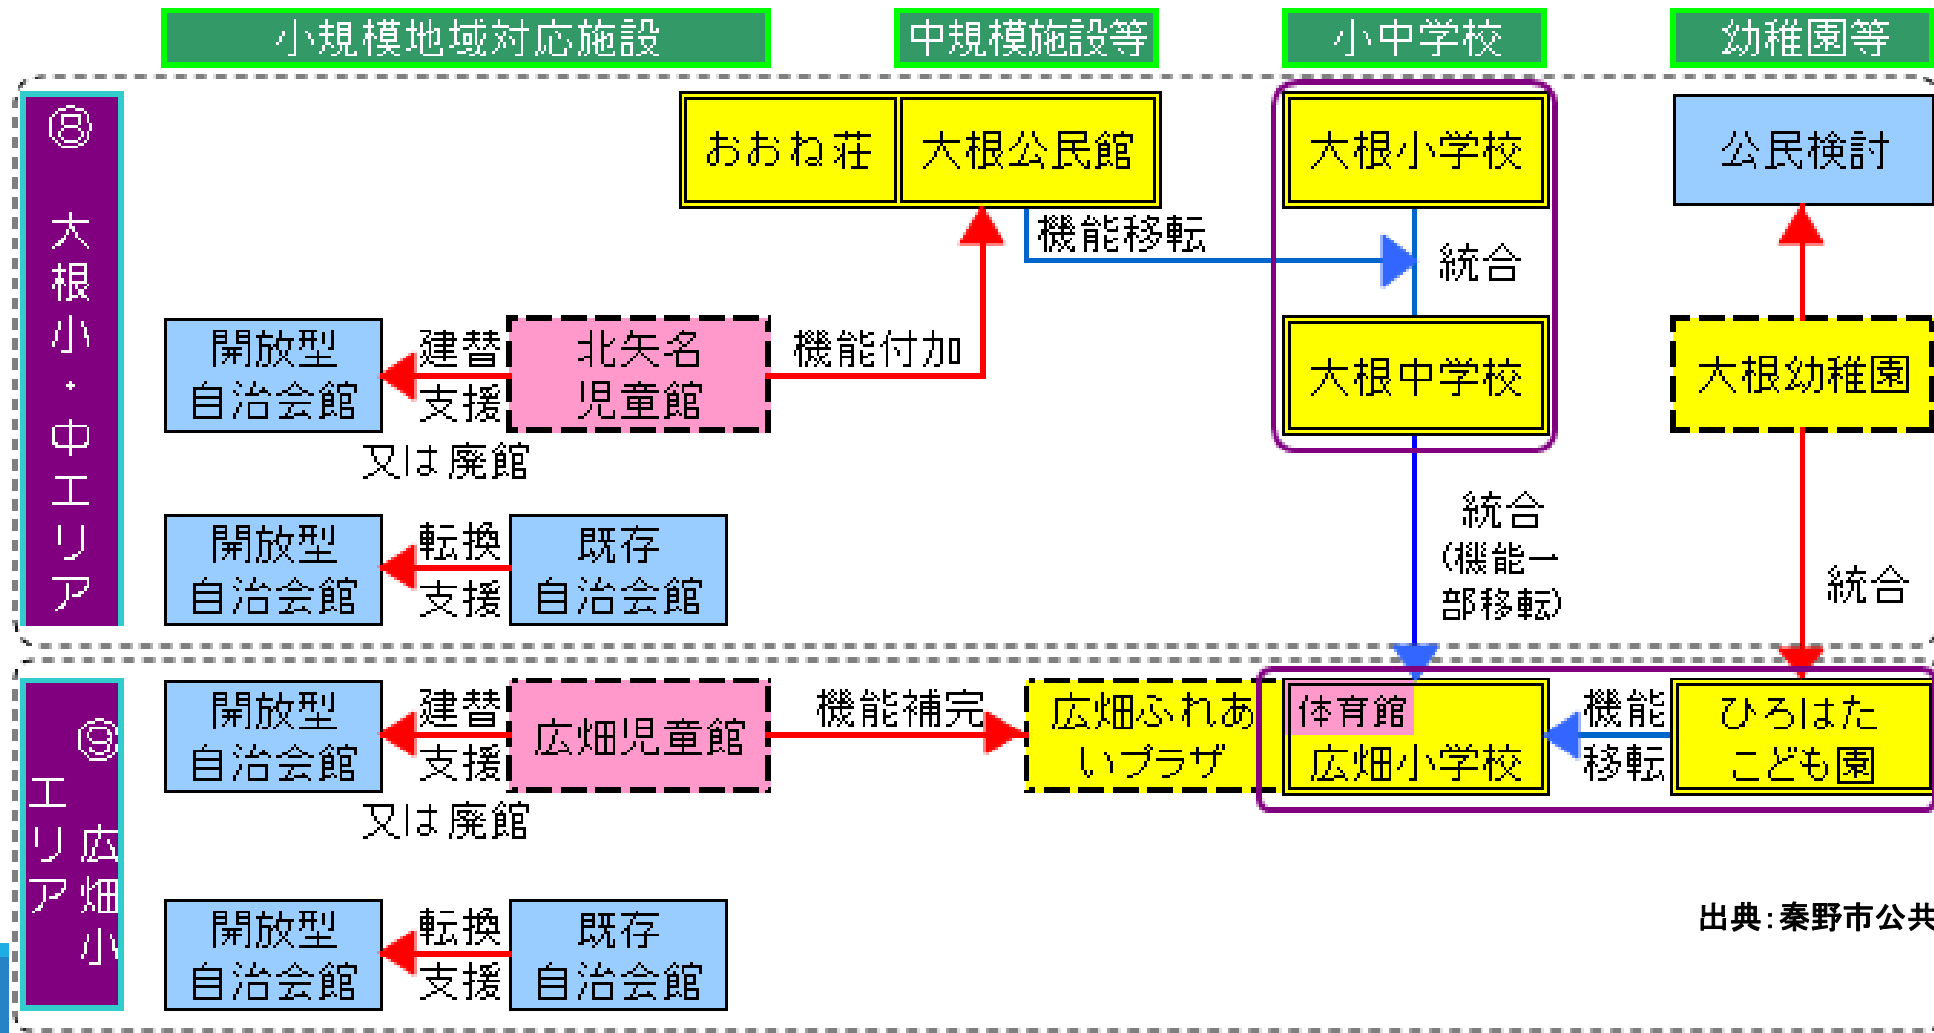 小規模地域対応施設
中規模施設等
小中学校
幼稚園等
⑧ 大根小・中エリア
おおね荘
大根公民館
大根小学校
公民検討
機能移転
統合
開放型
自治会館
建替
支援
又は廃館
北矢名
児童館
機能付加
大根中学校
大根幼稚園
開放型
自治会館
転換
支援
既存
自治会館
統合
(機能一
部移転)
統合
⑨ 広畑小
エリア
開放型
自治会館
建替
支援
又は廃館
広畑児童館
機能補完
広畑ふれあ
いプラザ
体育館
広畑小学校
機能
移転
ひろはた
こども園
開放型
自治会館
転換
支援
既存
自治会館
出典：秦野市公共